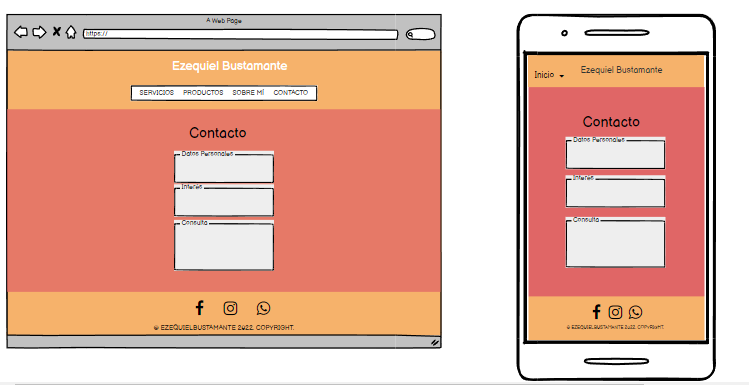 A Web Page
https://
Ezequiel Bustamante
SERVICIOS PRODUCTOS SOBRE MÍ CONTACTO
Contacto
Datos Personales
Interes
Consulta
© EZEQUIELBUSTAMANTE 2022. COPYRIGHT.
Inicio
Ezequiel Bustamante
Contacto
Datos Personales
Interes
Consulta
© EZEQUIELBUSTAMANTE 2022. COPYRIGHT.